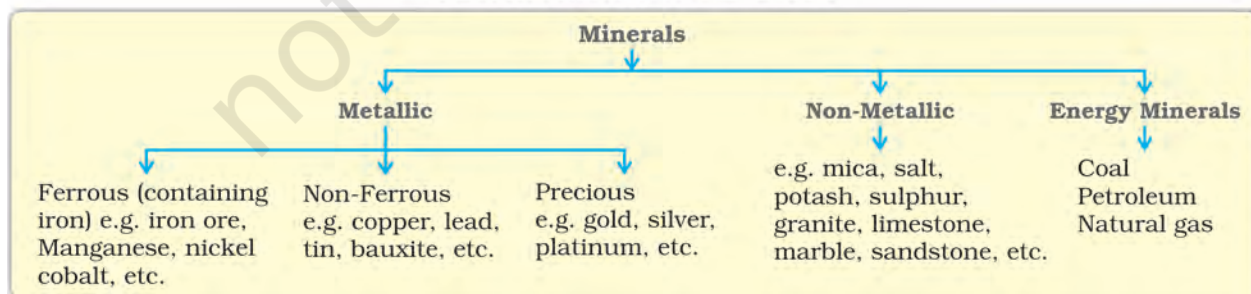 Minerals
Metallic
Non-Metallic
Energy Minerals
Ferrous (containing
iron) e.g. iron ore,
Manganese, nickel
cobalt, etc.
Non-Ferrous
e.g. copper, lead,
tin, bauxite, etc.
Precious
e.g. gold, silver,
platinum, etc.
e.g. mica, salt,
potash, sulphur,
granite, limestone,
marble, sandstone, etc.
Coal
Petroleum
Natural gas
not